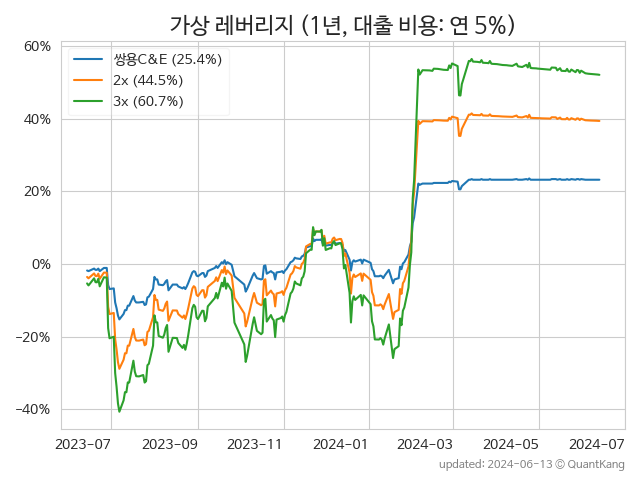 가상 레버리지 (1년, 대출 비용: 연 5%)
60%
40%
20%
0%
−20%
−40%
쌍용C&E (25.4%)
2x (44.5%)
3x (60.7%)
2023-07
2023-09
2023-11
2024-01
2024-03
2024-05
2024-07
updated: 2024-06-13 © QuantKang